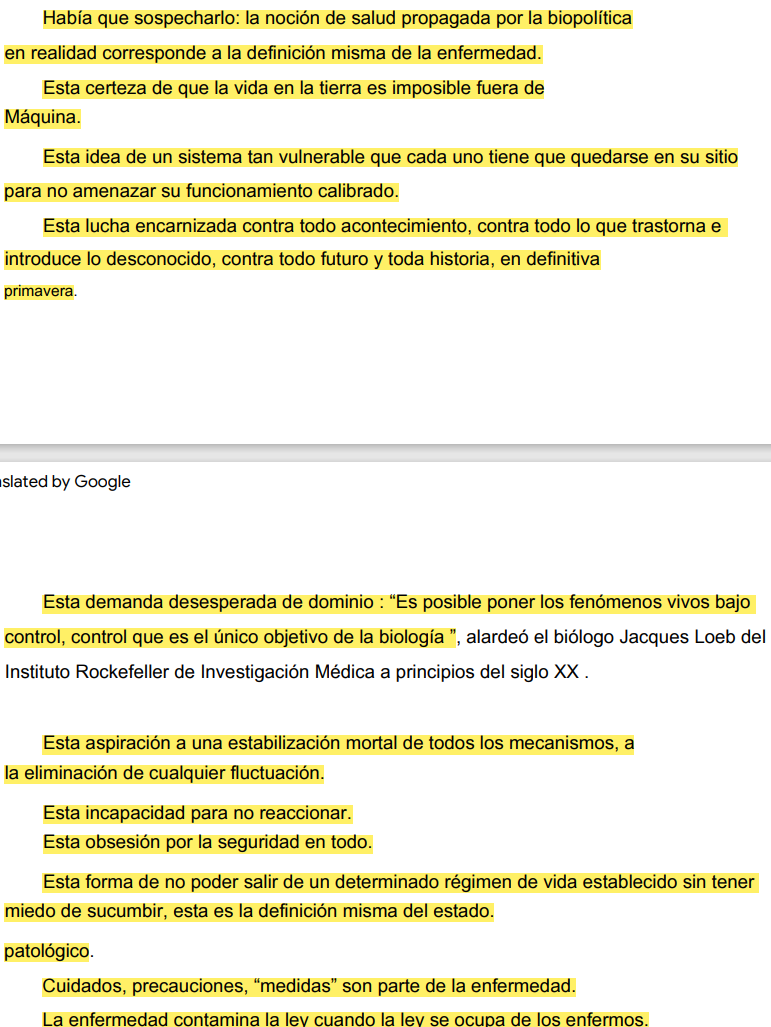 Había que sospecharlo: la noción de salud propagada por la biopolítica
en realidad corresponde a la definición misma de la enfermedad.
Esta certeza de que la vida en la tierra es imposible fuera de
Máquina.
Esta idea de un sistema tan vulnerable que cada uno tiene que quedarse en su sitio
para no amenazar su funcionamiento calibrado.
Esta lucha encarnizada contra todo acontecimiento, contra todo lo que trastorna e
introduce lo desconocido, contra todo futuro y toda historia, en definitiva
primavera.
slated by Google
Esta demanda desesperada de dominio : “Es posible poner los fenómenos vivos bajo
control, control que es el único objetivo de la biología ”, alardeó el biólogo Jacques Loeb del
Instituto Rockefeller de Investigación Médica a principios del siglo XX .
Esta aspiración a una estabilización mortal de todos los mecanismos, a
la eliminación de cualquier fluctuación.
Esta incapacidad para no reaccionar.
Esta obsesión por la seguridad en todo.
Esta forma de no poder salir de un determinado régimen de vida establecido sin tener
miedo de sucumbir, esta es la definición misma del estado.
patológico.
Cuidados, precauciones, “medidas” son parte de la enfermedad.
La enfermedad contamina la ley cuando la ley se ocupa de los enfermos.